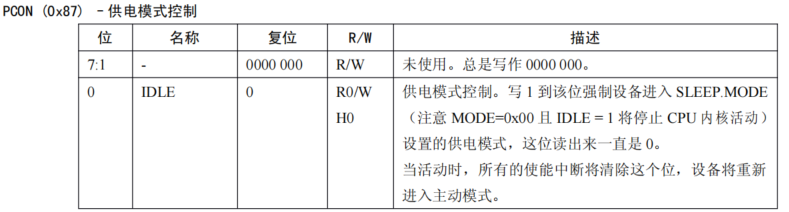 PCON (0x87) -供电模式控制
位 名称 复位 R/W 描述
7:1 - 0000 000 R/W 未使用。总是写作 0000 000。
0 IDLE 0 R0/W 供电模式控制。写 1 到该位强制设备进入 SLEEP.MODE
H0 （注意 MODE=0x00 且 IDLE = 1 将停止 CPU 内核活动）
设置的供电模式，这位读出来一直是 0。
当活动时，所有的使能中断将清除这个位，设备将重新
进入主动模式。